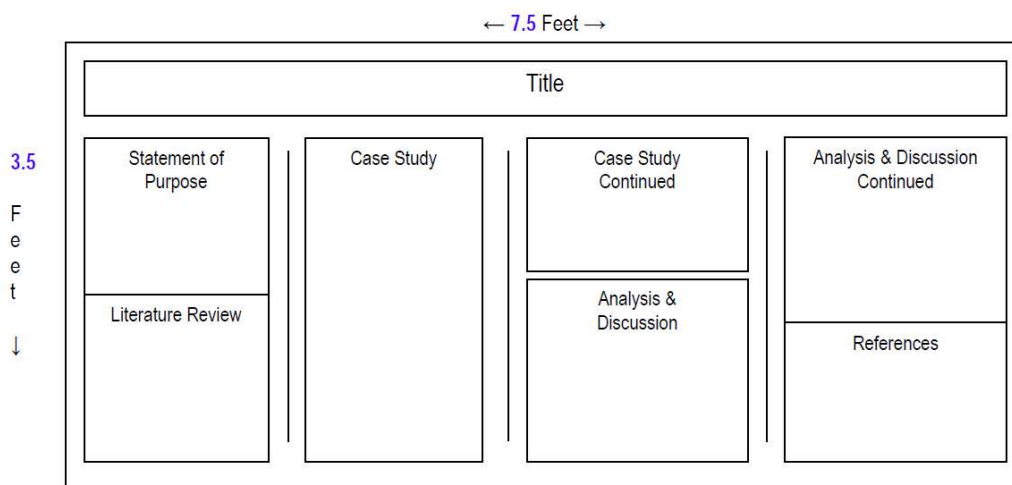 ← 7.5 Feet →
Title
3.5
F
e
e
t
↓
Statement of
Purpose
Literature Review
Case Study
Case Study
Continued
Analysis &
Discussion
Analysis & Discussion
Continued
References